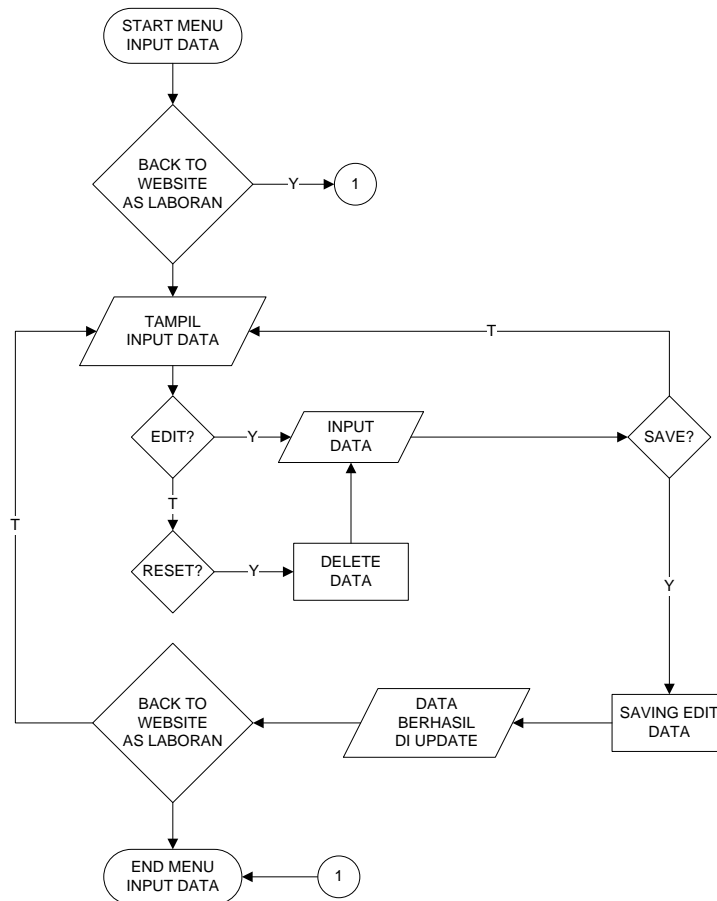 START MENU
INPUT DATA
BACK TO
WEBSITE
AS LABORAN
Y
1
TAMPIL
INPUT DATA
T
EDIT?
Y
INPUT
DATA
SAVE?
T
T
RESET?
Y
DELETE
DATA
Y
BACK TO
WEBSITE
AS LABORAN
DATA
BERHASIL
DI UPDATE
SAVING EDIT
DATA
END MENU
INPUT DATA
1